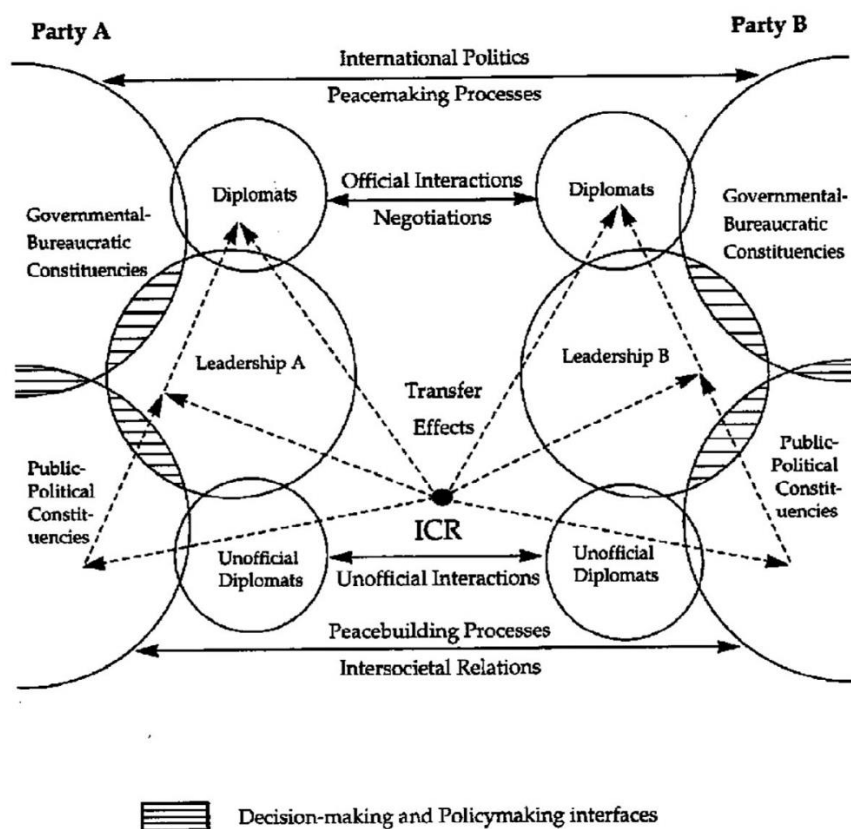 Party A
Party B
International Politics
Peacemaking Processes
Diplomats
Official Interactions
Negotiations
Diplomats
Governmental-
Bureaucratic
Constituencies
Governmental-
Bureaucratic
Constituencies
Leadership A
Leadership B
Transfer
Effects
Public-
Political
Constit-
uencies
Public-
Political
Constit-
uencies
ICR
Unofficial
Diplomats
Unofficial Interactions
Unofficial
Diplomats
Peacebuilding Processes
Intersocietal Relations
Decision-making and Policymaking interfaces